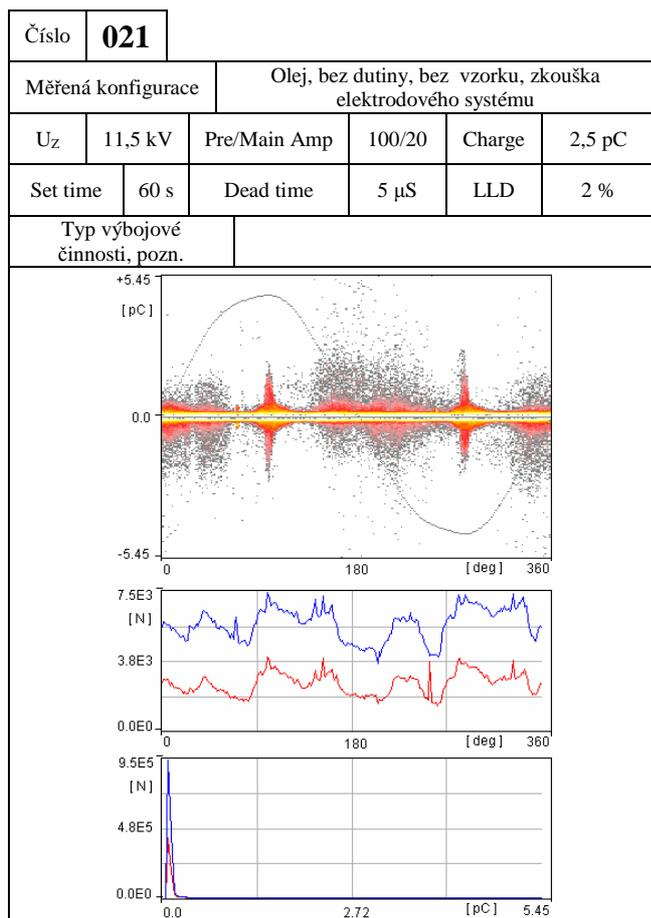 Číslo 021
Měřená konfigurace Olej, bez dutiny, bez vzorku, zkouška
elektrodového systému
UZ 11,5 kV Pre/Main Amp 100/20 Charge 2,5 pC
Set time 60 s Dead time 5 μS LLD 2 %
Typ výbojové
činnosti, pozn.
+5.45
[pC]
0.0
-5.45
0 180 [deg] 360
7.5E3
[N]
3.8E3
0.0E0
0 180 [deg] 360
9.5E5
[N]
4.8E5
0.0E0
0.0 2.72 [pC] 5.45